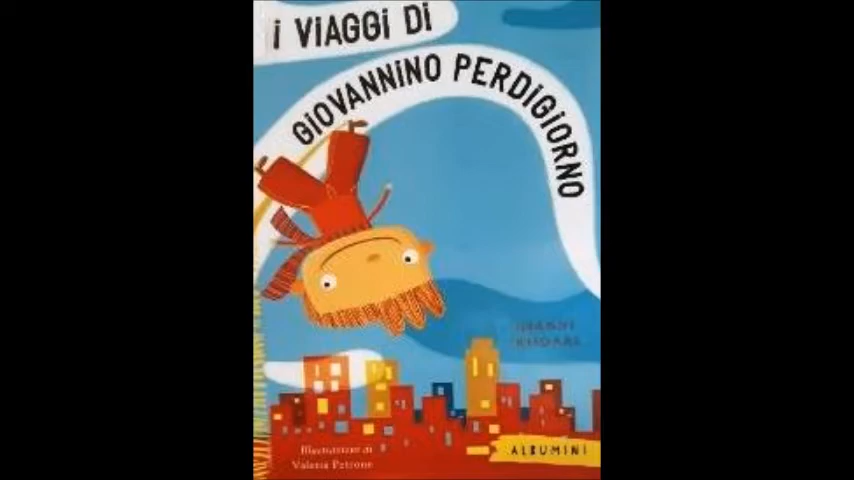 I VIAGGI DI
GIOVANNINO PERDIGIORNO
GIANNI
RODARI
Illustrazioni di
Valeria Petrone
ALBUMINI